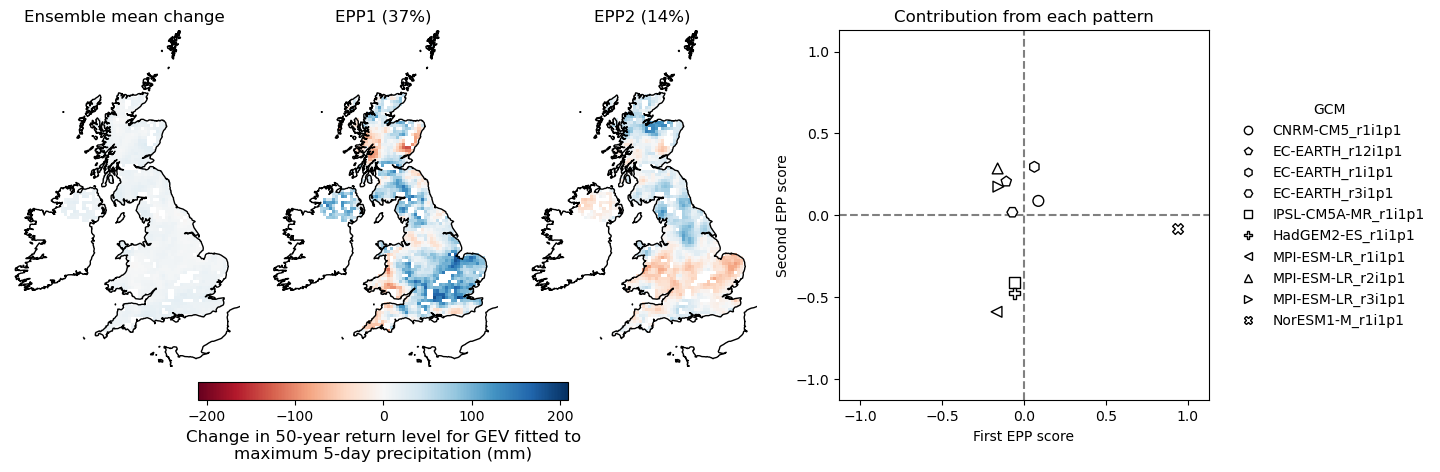 Ensemble mean change
EPP1 (37%)
EPP2 (14%)
Contribution from each pattern
1.0
0.5
0.0
−0.5
−1.0
Second EPP score
−1.0
−0.5
0.0
0.5
1.0
First EPP score
GCM
CNRM-CM5_r1i1p1
EC-EARTH_r12i1p1
EC-EARTH_r1i1p1
EC-EARTH_r3i1p1
IPSL-CM5A-MR_r1i1p1
HadGEM2-ES_r1i1p1
MPI-ESM-LR_r1i1p1
MPI-ESM-LR_r2i1p1
MPI-ESM-LR_r3i1p1
NorESM1-M_r1i1p1
−200
−100
0
100
200
Change in 50-year return level for GEV fitted to
maximum 5-day precipitation (mm)